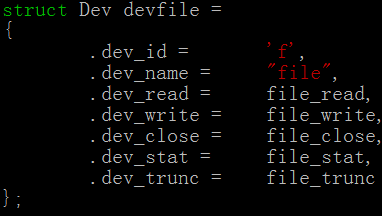 struct Dev devfile =
{
        .dev_id =       'f',
        .dev_name =     "file",
        .dev_read =     file_read,
        .dev_write =    file_write,
        .dev_close =    file_close,
        .dev_stat =     file_stat,
        .dev_trunc =    file_trunc
};